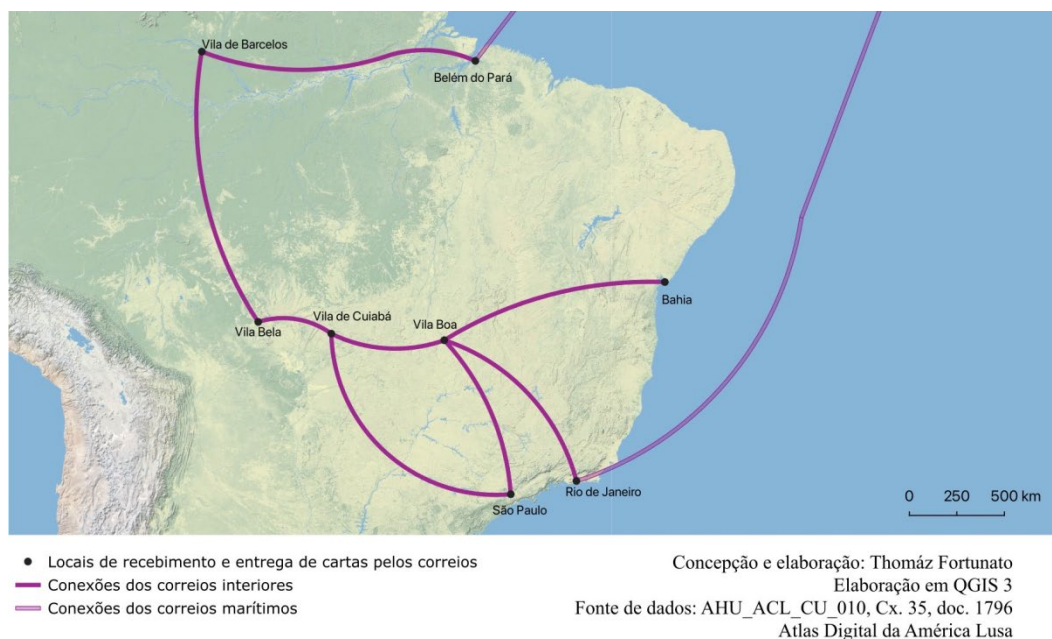 Vila de Barcelos
Belém do Pará
Bahia
Vila de Cuiabá
Vila Boa
Vila Bela
Rio de Janeiro
São Paulo
0 250 500 km
Locais de recebimento e entrega de cartas pelos correios
Conexões dos correios interiores
Conexões dos correios marítimos
Concepção e elaboração: Thomáz Fortunato
Elaboração em QGIS 3
Fonte de dados: AHU_ACL_CU_010, Cx. 35, doc. 1796
Atlas Digital da América Lusa